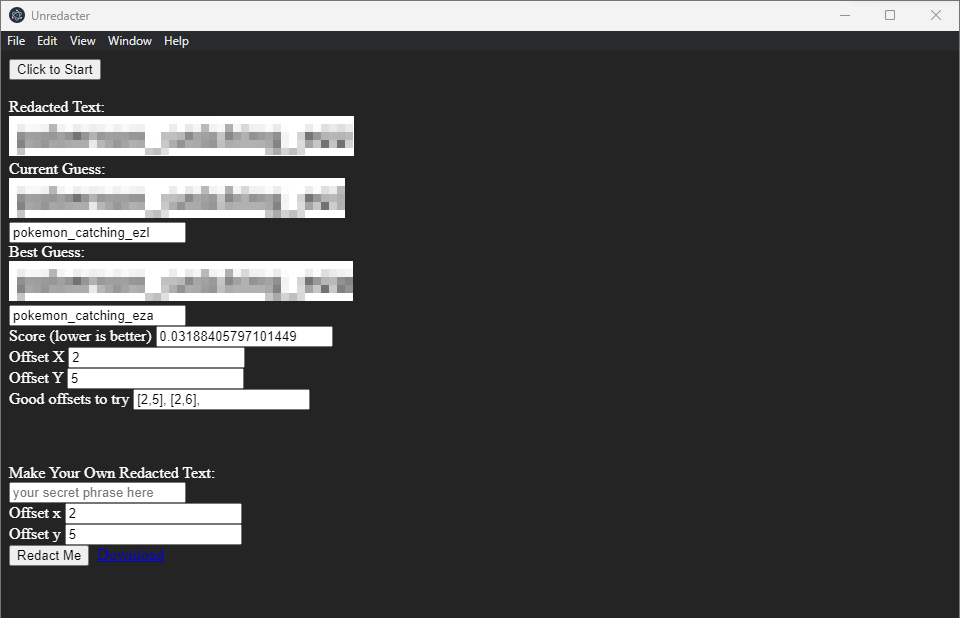 Unredacter
File Edit View Window Help
Click to Start
Redacted Text:
Current Guess:
pokemon_catching_ezl
Best Guess:
pokemon_catching_eza
Score (lower is better) 0.03188405797101449
Offset X 2
Offset Y 5
Good offsets to try [2,5], [2,6],
Make Your Own Redacted Text:
your secret phrase here
Offset x 2
Offset y 5
Redact Me Download